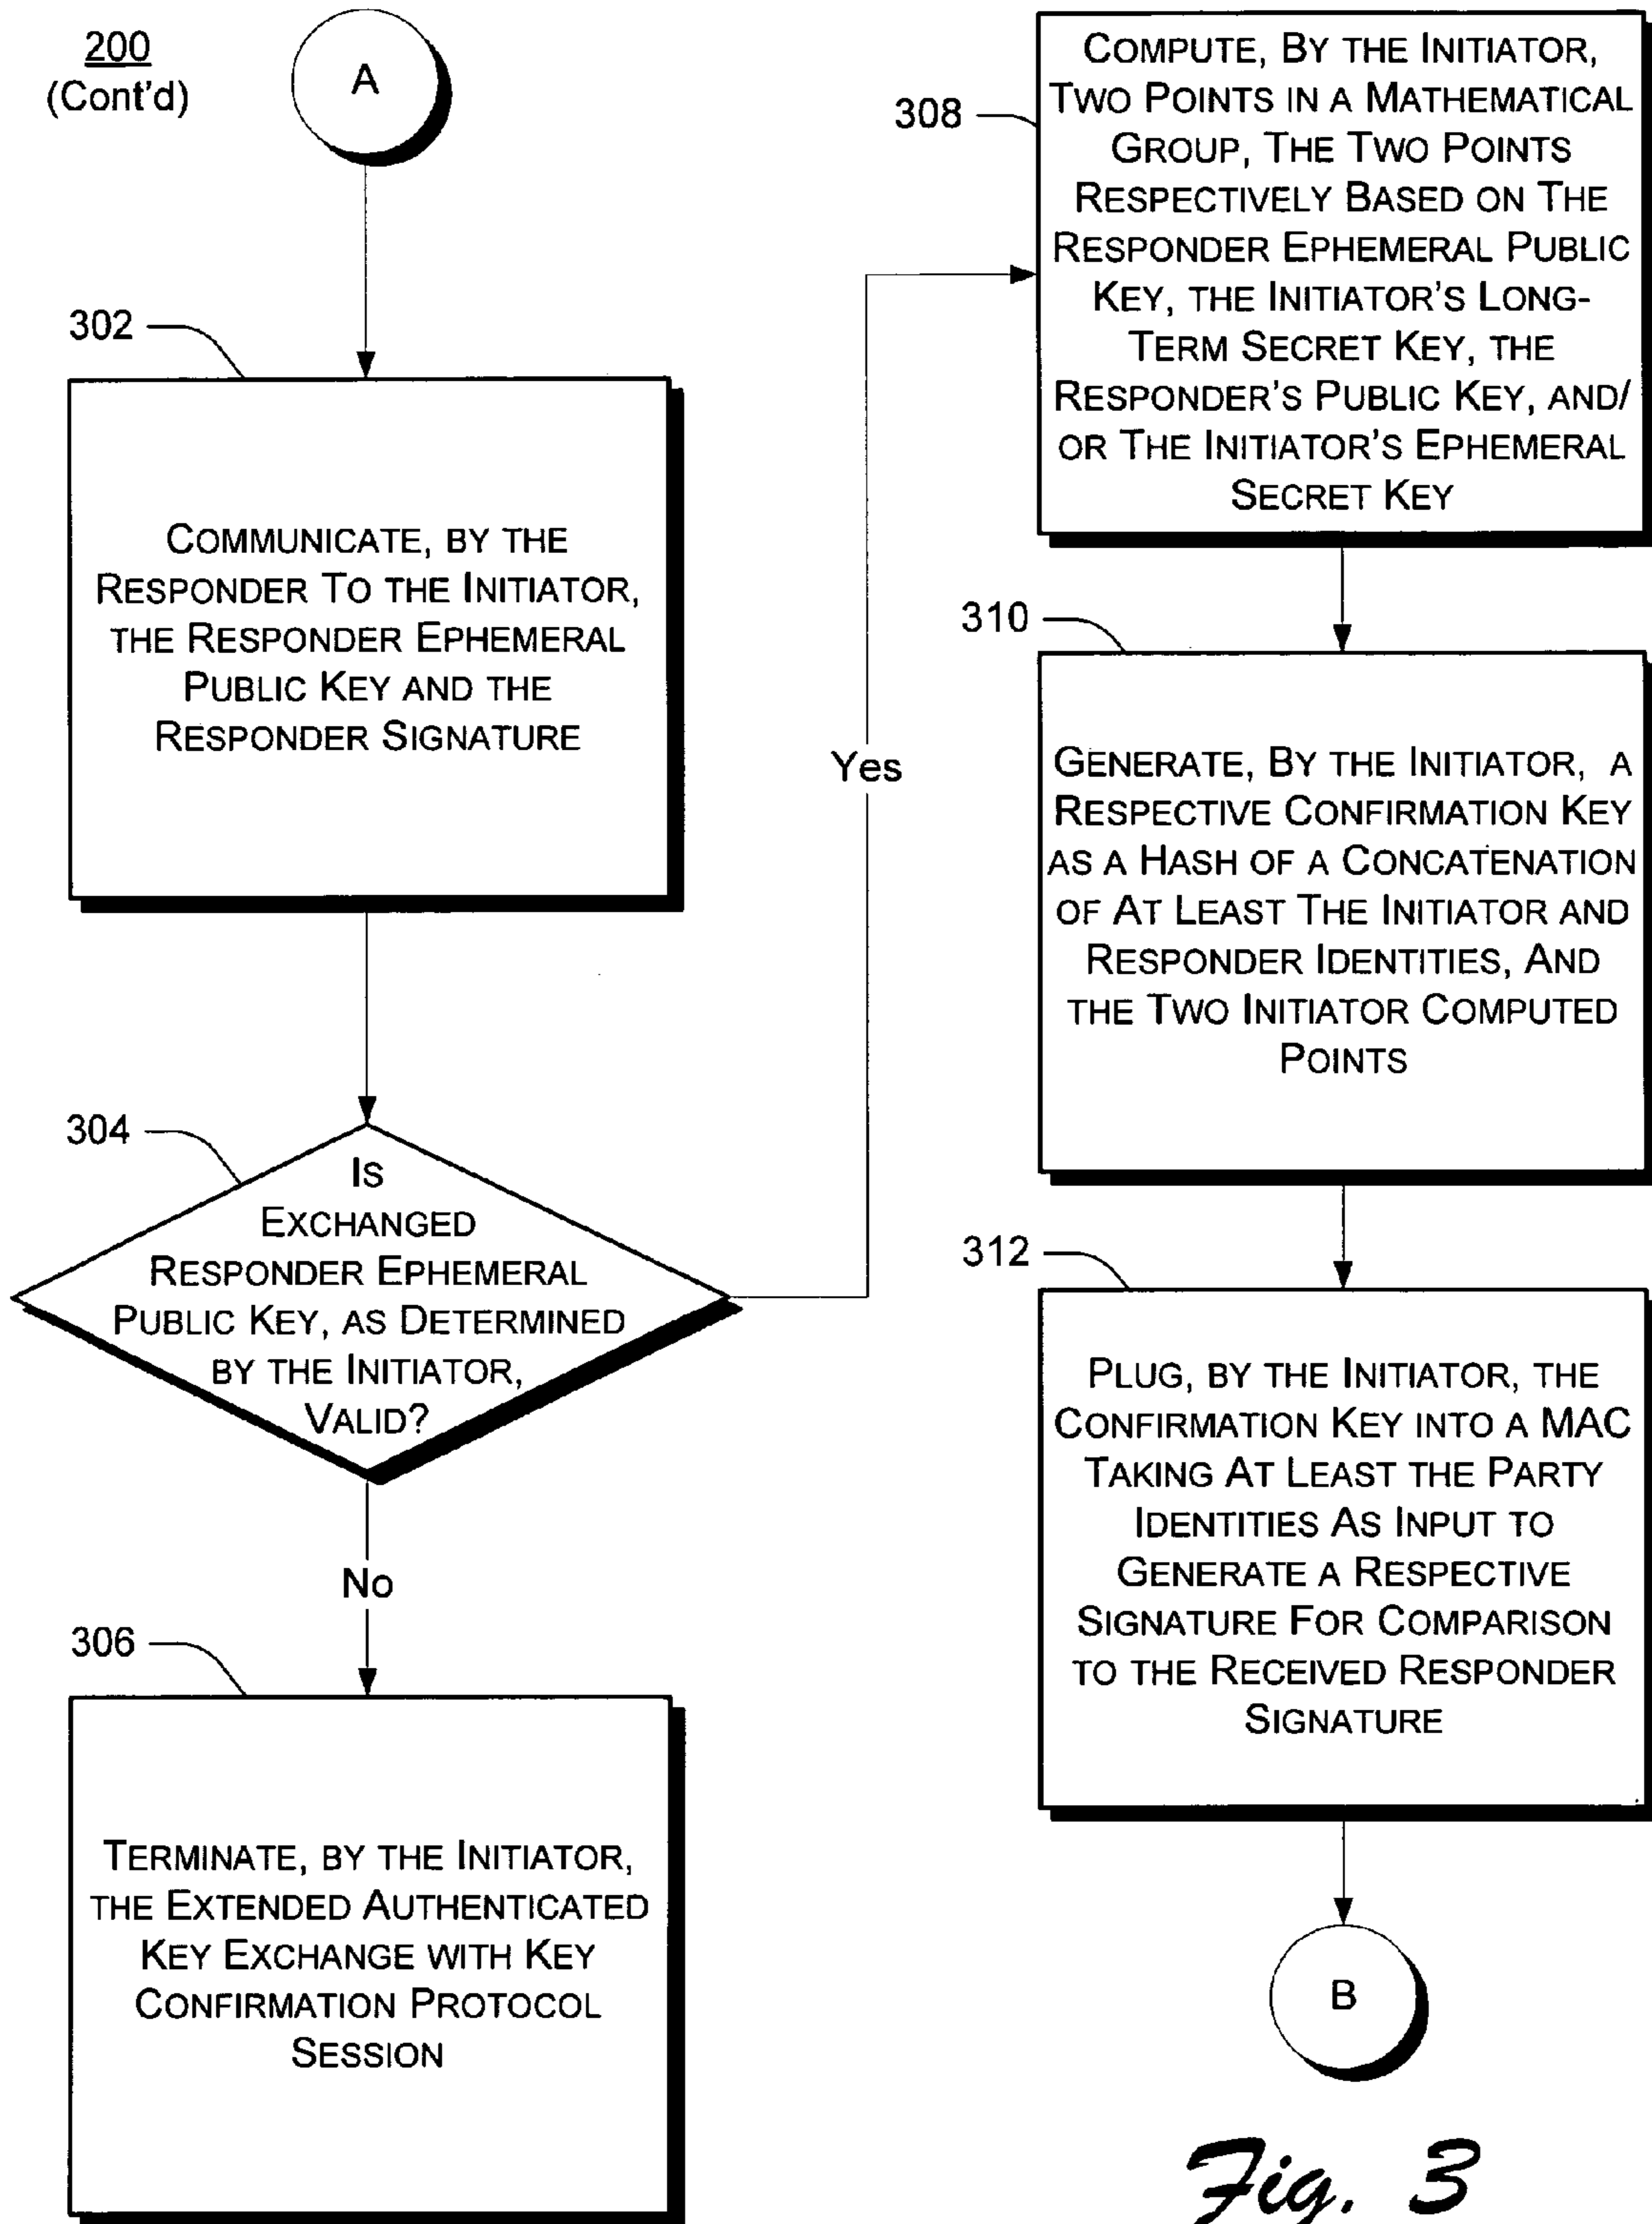 200
(Cont'd)
A
302
COMMUNICATE, BY THE
RESPONDER TO THE INITIATOR,
THE RESPONDER EPHEMERAL
PUBLIC KEY AND THE
RESPONDER SIGNATURE
304
IS
EXCHANGED
RESPONDER EPHEMERAL
PUBLIC KEY, AS DETERMINED
BY THE INITIATOR,
VALID?
Yes
No
306
TERMINATE, BY THE INITIATOR,
THE EXTENDED AUTHENTICATED
KEY EXCHANGE WITH KEY
CONFIRMATION PROTOCOL
SESSION
308
COMPUTE, BY THE INITIATOR,
TWO POINTS IN A MATHEMATICAL
GROUP, THE TWO POINTS
RESPECTIVELY BASED ON THE
RESPONDER EPHEMERAL PUBLIC
KEY, THE INITIATOR'S LONG-
TERM SECRET KEY, THE
RESPONDER'S PUBLIC KEY, AND/
OR THE INITIATOR'S EPHEMERAL
SECRET KEY
310
GENERATE, BY THE INITIATOR, A
RESPECTIVE CONFIRMATION KEY
AS A HASH OF A CONCATENATION
OF AT LEAST THE INITIATOR AND
RESPONDER IDENTITIES, AND
THE TWO INITIATOR COMPUTED
POINTS
312
PLUG, BY THE INITIATOR, THE
CONFIRMATION KEY INTO A MAC
TAKING AT LEAST THE PARTY
IDENTITIES AS INPUT TO
GENERATE A RESPECTIVE
SIGNATURE FOR COMPARISON
TO THE RECEIVED RESPONDER
SIGNATURE
B
Fig. 3